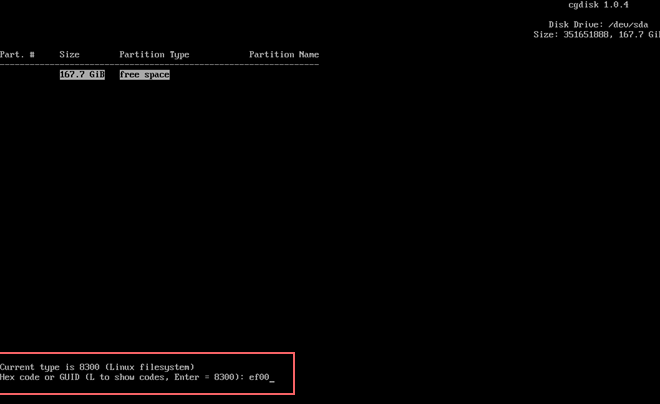 cgdisk 1.0.4
Disk Drive: /dev/sda
Size: 351651888, 167.7 GiB
Part. # Size Partition Type Partition Name
----------------------------------------------------------------
167.7 GiB free space
Current type is 8300 (Linux filesystem)
Hex code or GUID (L to show codes, Enter = 8300): ef00_